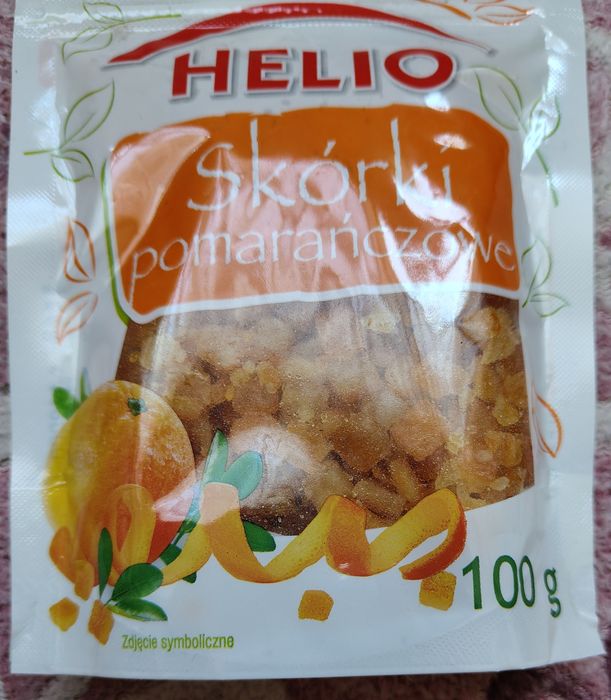 HELIO
Skórki
pomarańczowe
100 g
Zdjęcie symboliczne